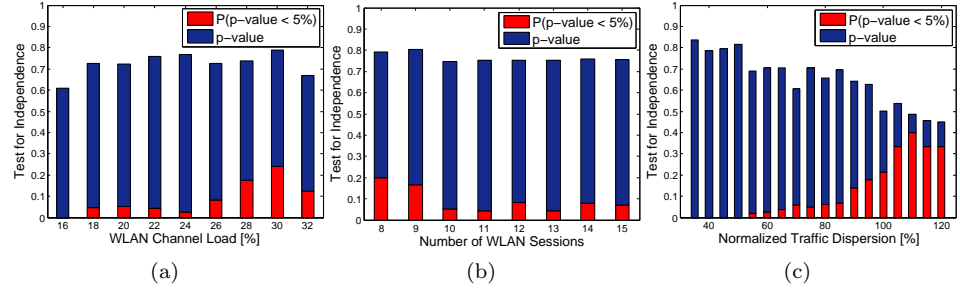 P(p-value < 5%)
p-value
Test for Independence
1
0.9
0.8
0.7
0.6
0.5
0.4
0.3
0.2
0.1
0
16 18 20 22 24 26 28 30 32
WLAN Channel Load [%]
(a)
P(p-value < 5%)
p-value
Test for Independence
1
0.9
0.8
0.7
0.6
0.5
0.4
0.3
0.2
0.1
0
8 9 10 11 12 13 14 15
Number of WLAN Sessions
(b)
P(p-value < 5%)
p-value
Test for Independence
1
0.9
0.8
0.7
0.6
0.5
0.4
0.3
0.2
0.1
0
40 60 80 100 120
Normalized Traffic Dispersion [%]
(c)